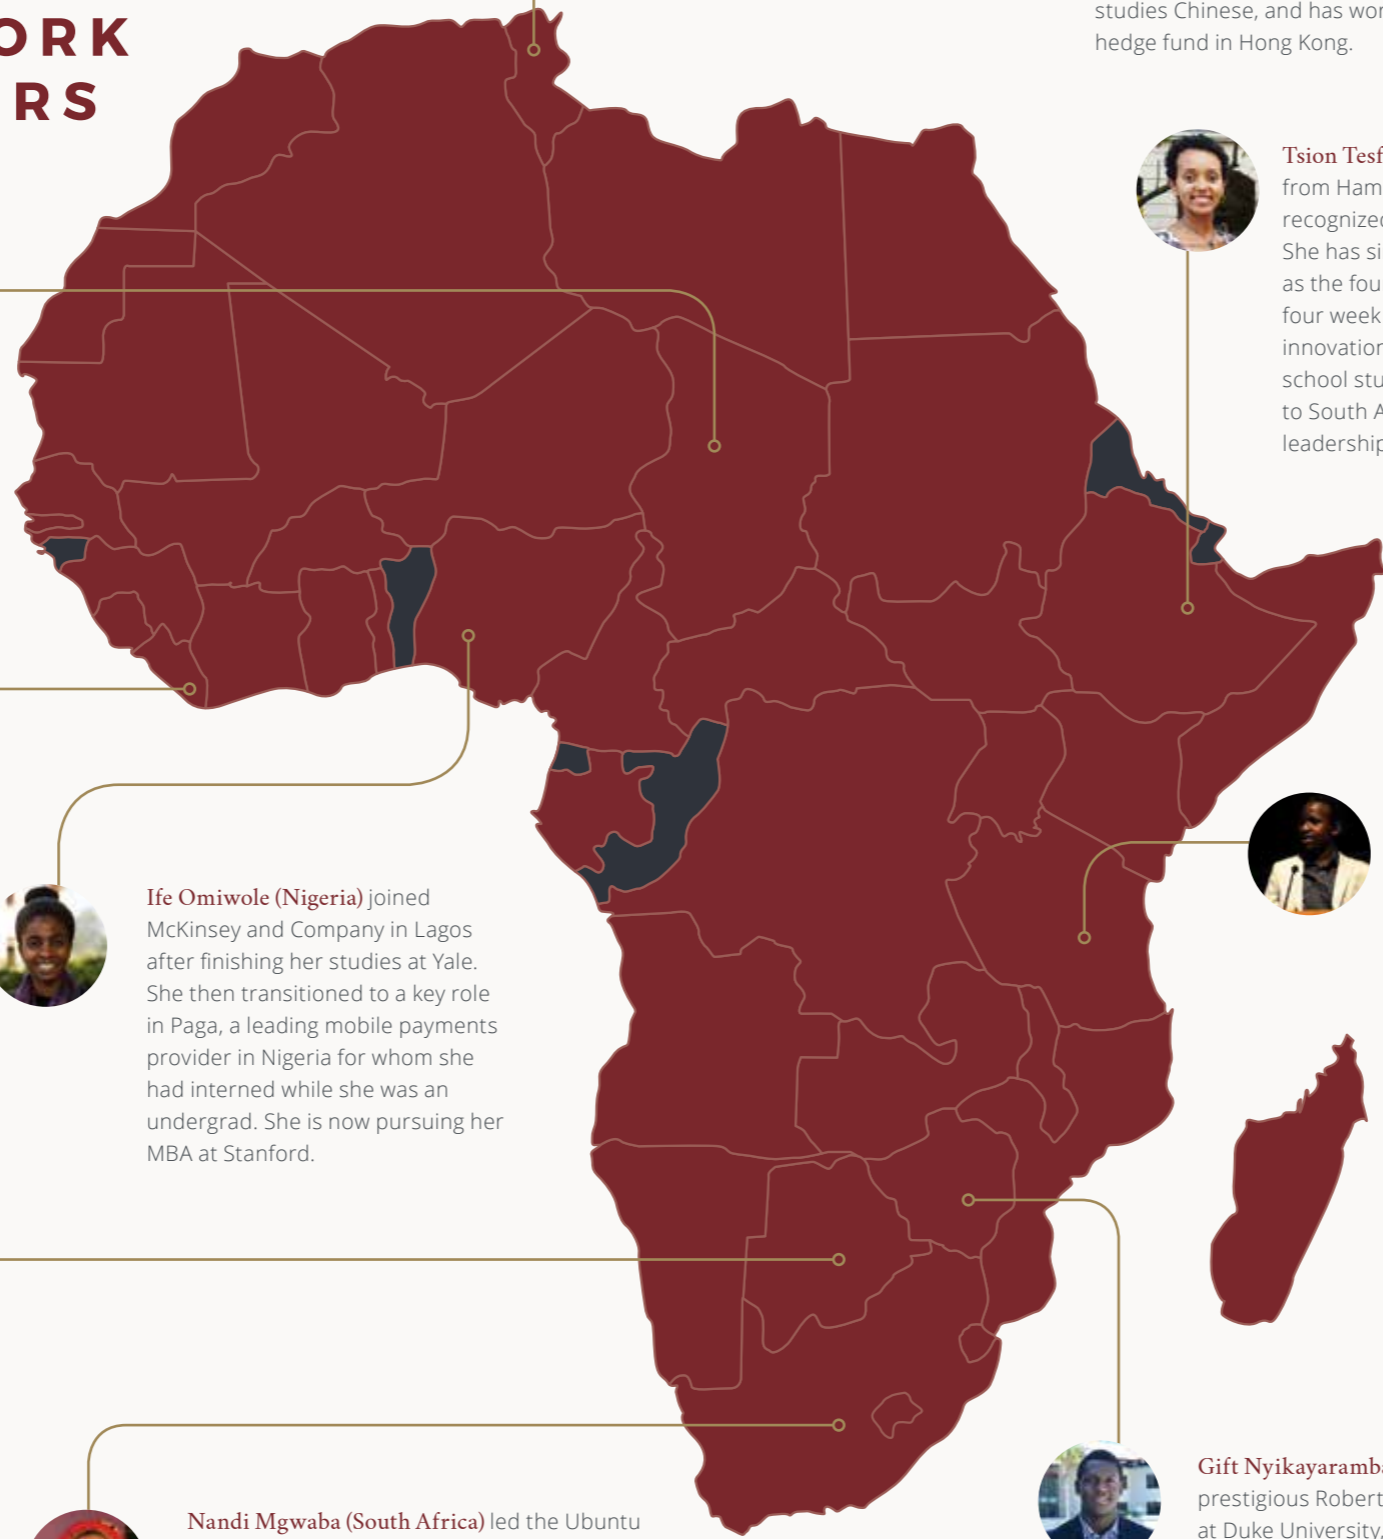 ORK
RS
studies Chinese, and has wor
hedge fund in Hong Kong.
Tsion Tesf
from Ham
recognized
She has si
as the fou
four week
innovation
school stu
to South A
leadership
Ife Omiwole (Nigeria) joined
McKinsey and Company in Lagos
after finishing her studies at Yale.
She then transitioned to a key role
in Paga, a leading mobile payments
provider in Nigeria for whom she
had interned while she was an
undergrad. She is now pursuing her
MBA at Stanford.
Nandi Mgwaba (South Africa) led the Ubuntu
Gift Nyikayaramba
prestigious Robert
at Duke University.